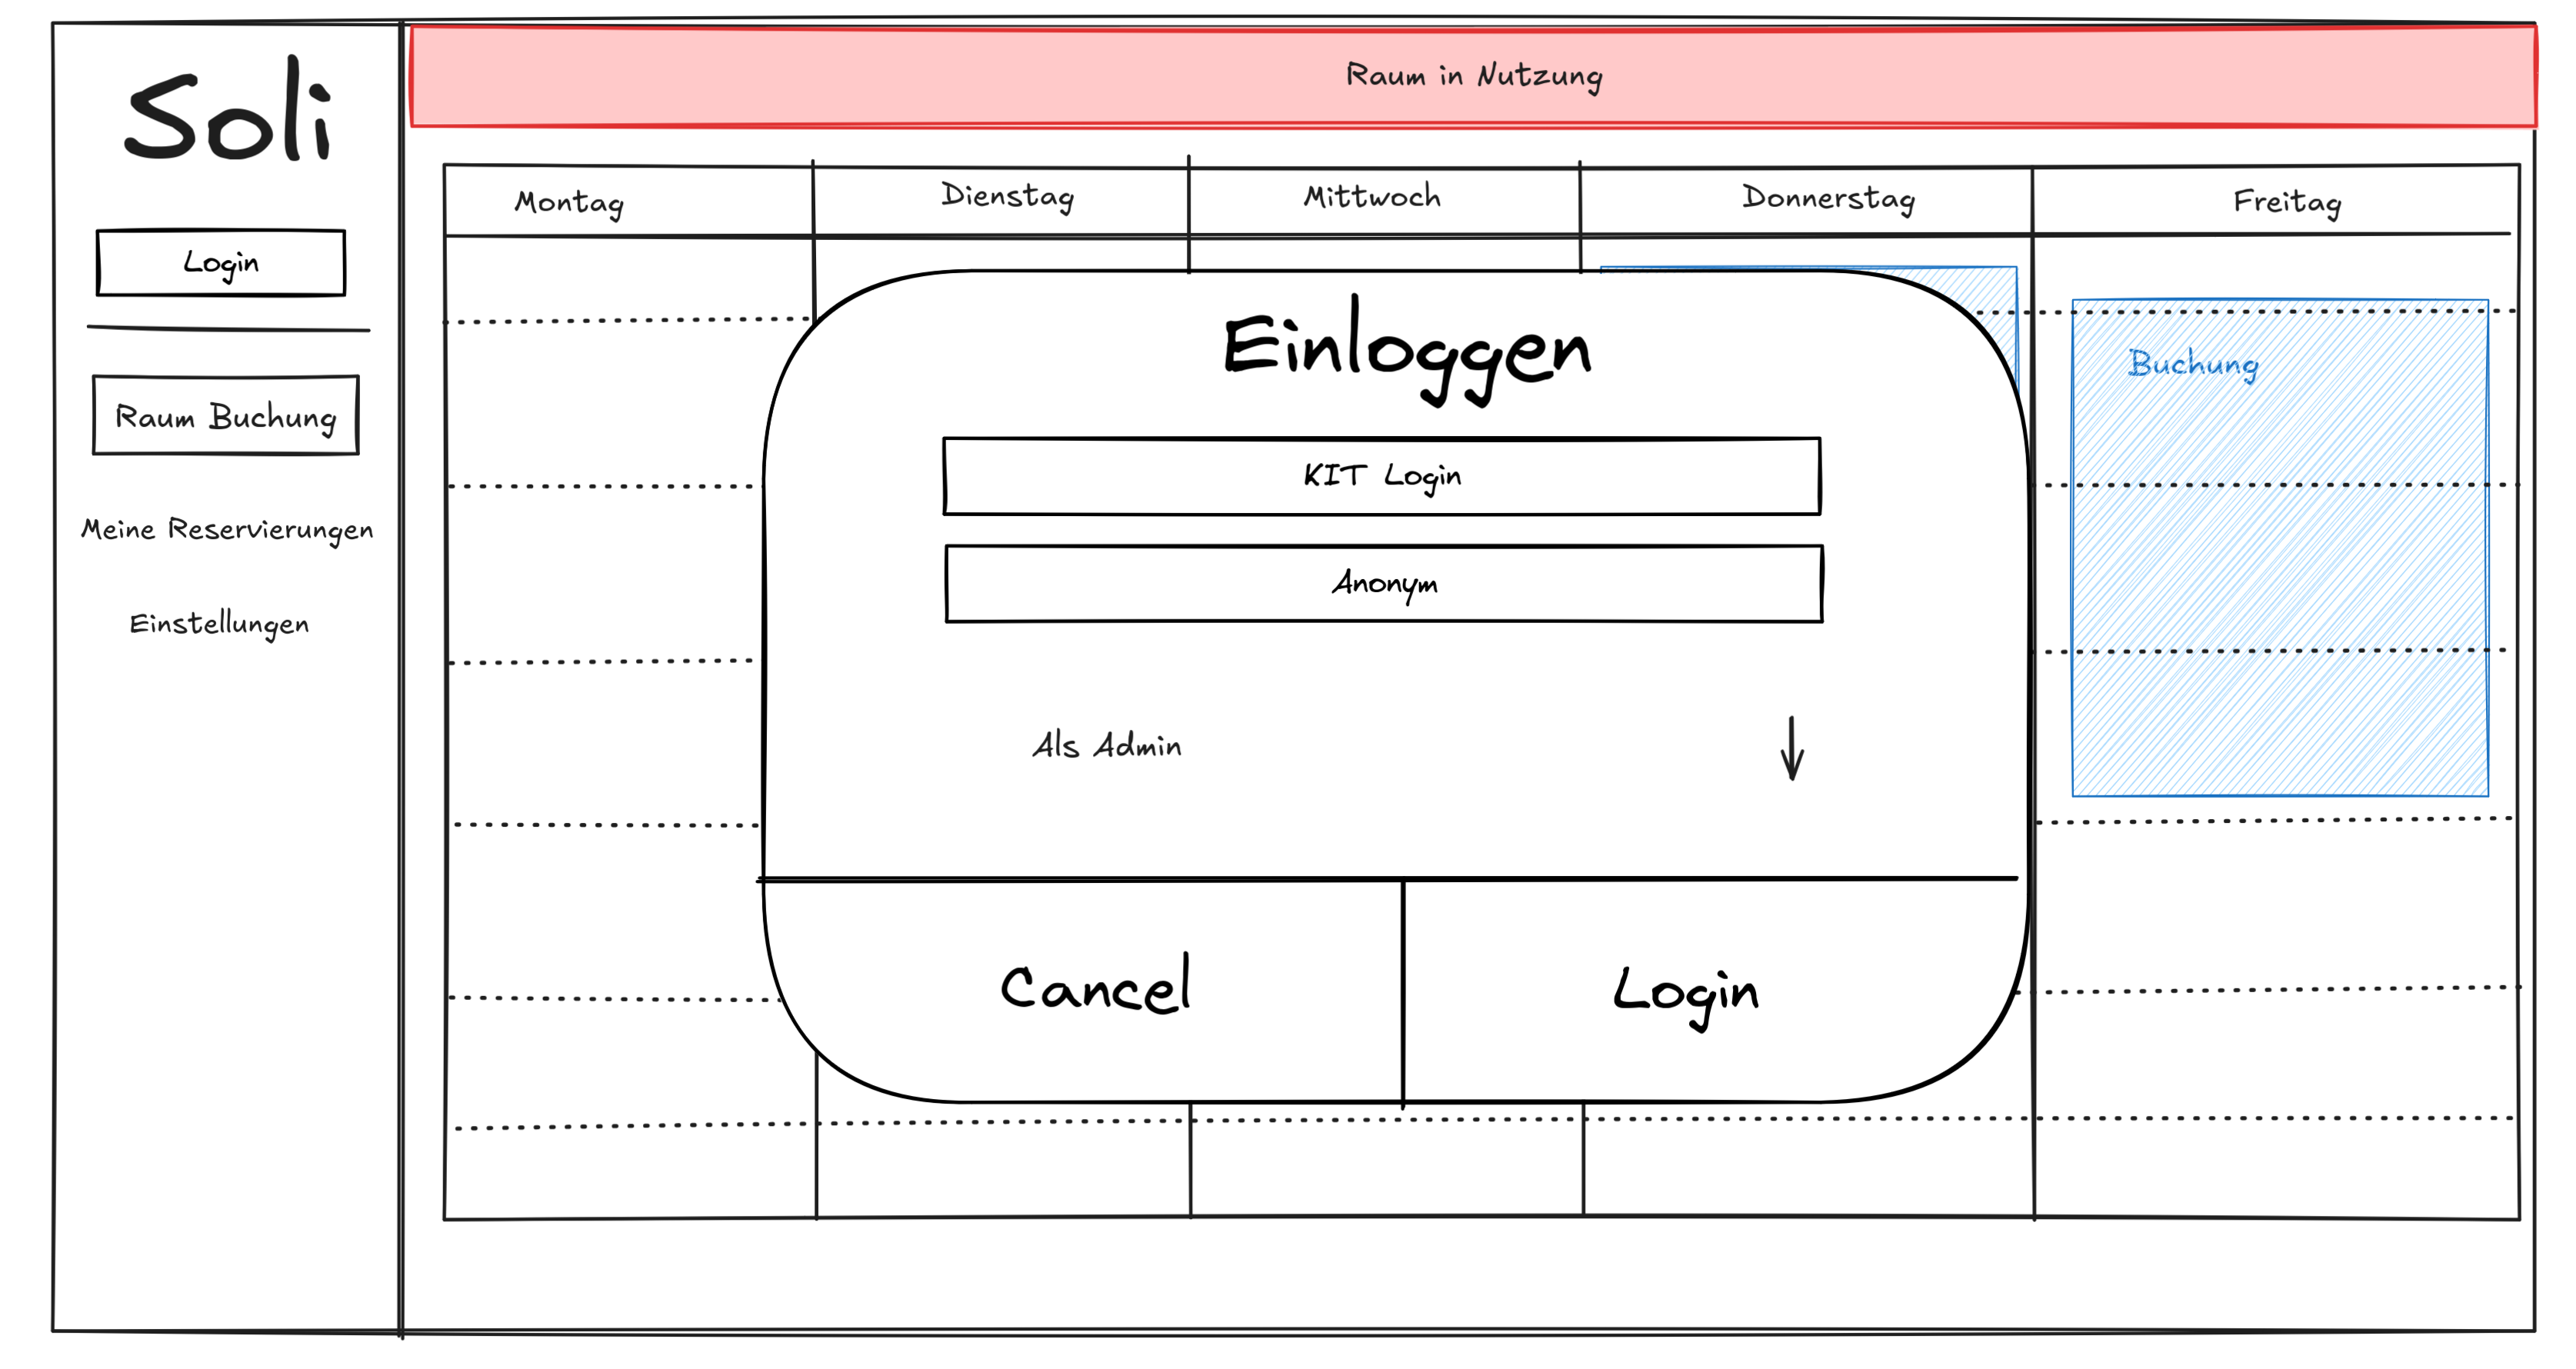 Soli
Login
Raum Buchung
Meine Reservierungen
Einstellungen
Raum in Nutzung
Montag
Dienstag
Mittwoch
Donnerstag
Freitag
Buchung
Einloggen
KIT Login
Anonym
Als Admin
Cancel
Login